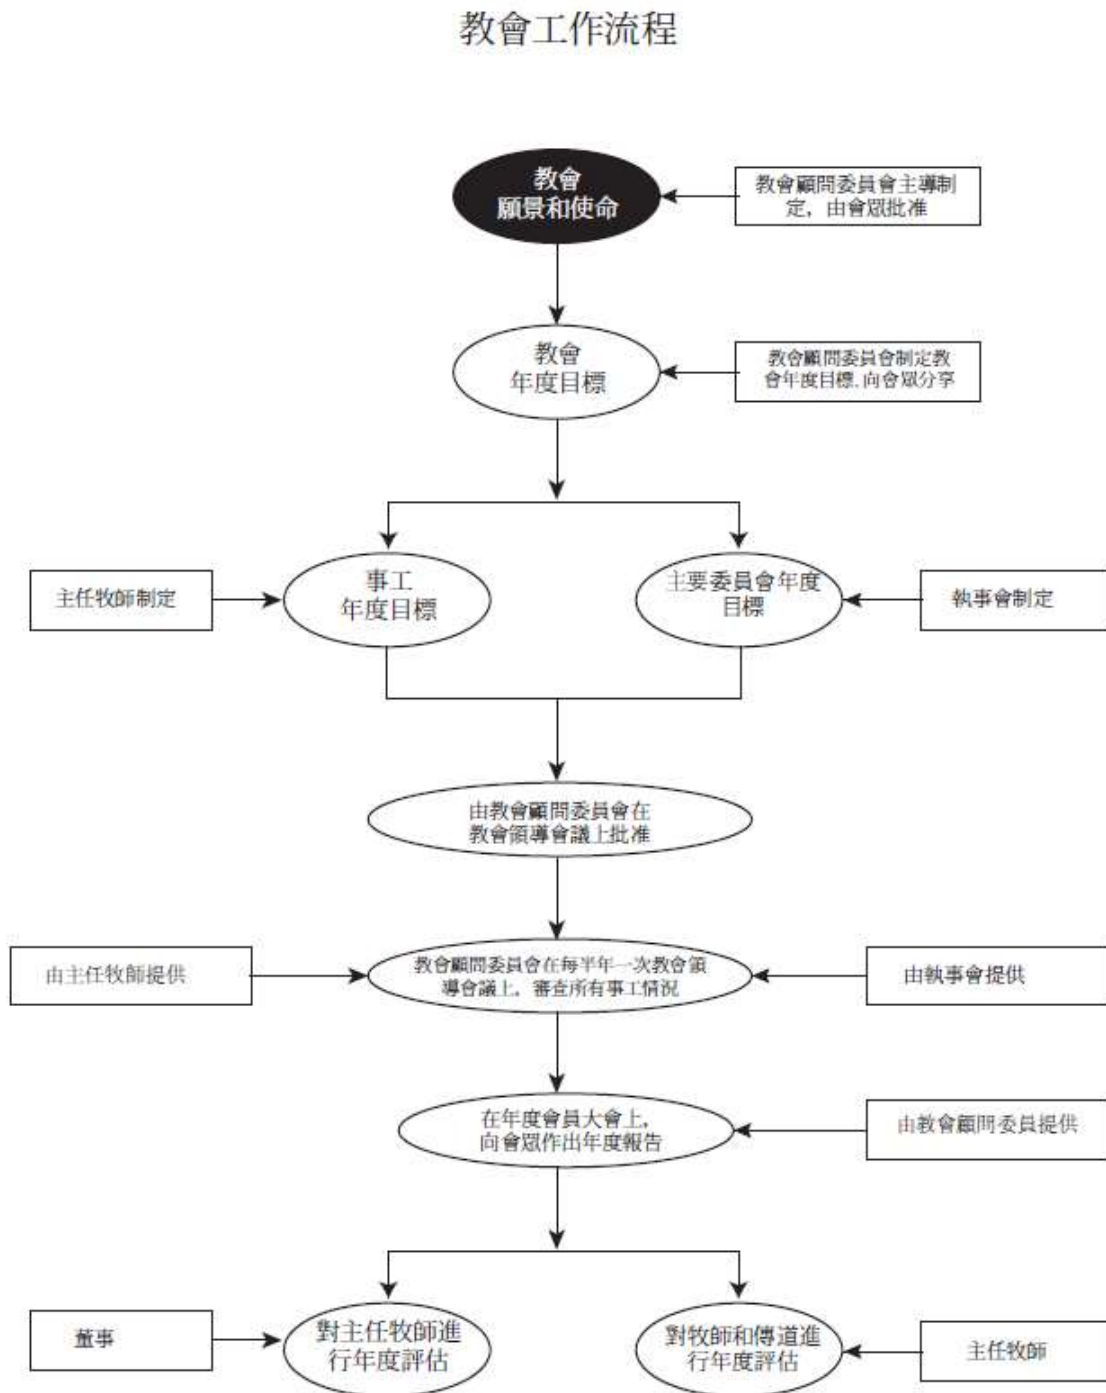 教會工作流程
教會
願景和使命
教會顧問委員會主導制
定，由會眾批准
教會
年度目標
教會顧問委員會制定教
會年度目標,向會眾分享
主任牧師制定
事工
年度目標
主要委員會年度
目標
執事會制定
由教會顧問委員會在
教會領導會議上批准
由主任牧師提供
教會顧問委員會在每半年一次教會領
導會議上，審查所有事工情況
由執事會提供
在年度會員大會上，
向會眾作出年度報告
由教會顧問委員提供
董事
對主任牧師進
行年度評估
對牧師和傳道進
行年度評估
主任牧師